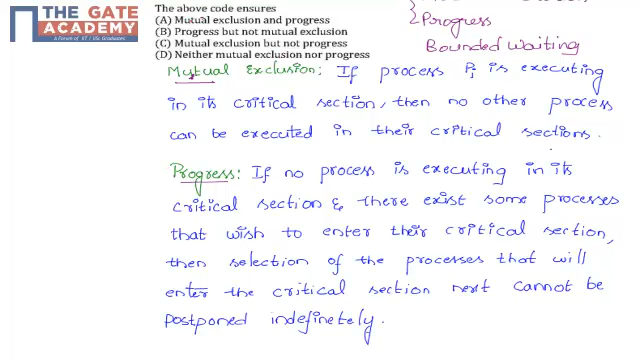 THE GATE
ACADEMY
A Forum of IIT / IISc Graduates
The above code ensures
(A) Mutual exclusion and progress
(B) Progress but not mutual exclusion
(C) Mutual exclusion but not progress
(D) Neither mutual exclusion nor progress
Progress
Bounded Waiting
Mutual Exclusion: If process Pi is executing
in its critical section, then no other process
can be executed in their critical sections.
Progress: If no process is executing in its
critical section & there exist some processes
that wish to enter their critical section,
then selection of the processes that will
enter the critical section next cannot be
postponed indefinetely.